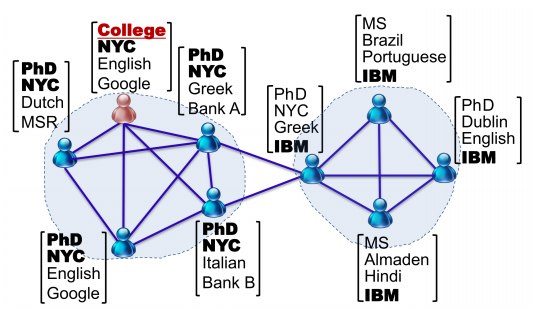 College
NYC
English
Google
PhD
NYC
Greek
Bank A
PhD
NYC
Dutch
MSR
MS
Brazil
Portuguese
IBM
PhD
NYC
Greek
IBM
PhD
Dublin
English
IBM
PhD
NYC
English
Google
PhD
NYC
Italian
Bank B
MS
Almaden
Hindi
IBM